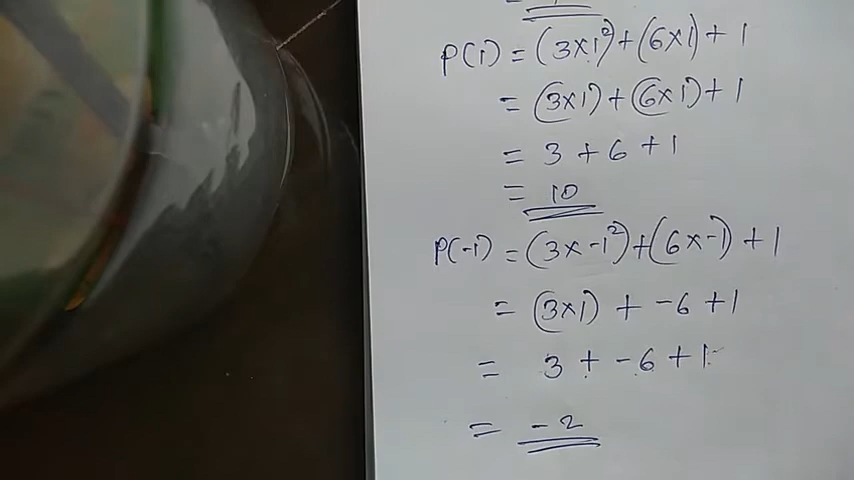 P(1) = (3×1²)+(6×1)+1
= (3×1)+(6×1)+1
= 3+6+1
= 10
P(-1) = (3×-1²)+(6×-1)+1
= (3×1) + -6+1
= 3 + -6+1
= -2